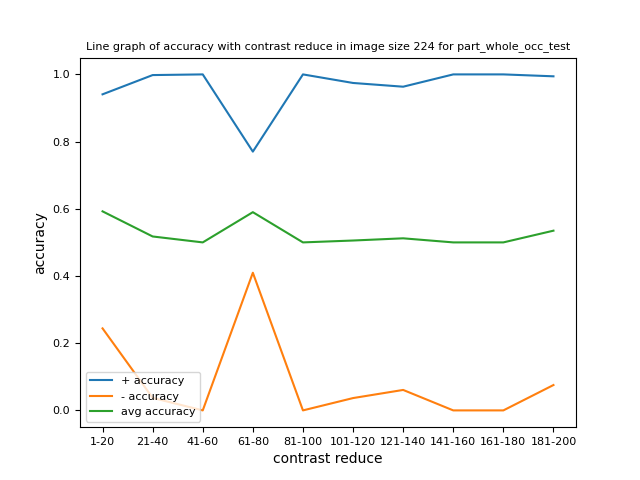 Line graph of accuracy with contrast reduce in image size 224 for part_whole_occ_test
1.0
0.8
0.6
0.4
0.2
0.0
accuracy
+ accuracy
- accuracy
avg accuracy
1-20 21-40 41-60 61-80 81-100 101-120 121-140 141-160 161-180 181-200
contrast reduce